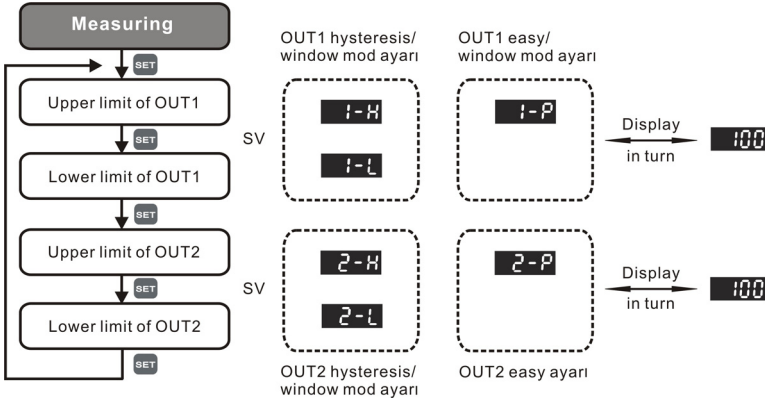 Measuring
SET
Upper limit of OUT1
SET
Lower limit of OUT1
SET
Upper limit of OUT2
SET
Lower limit of OUT2
SET
SV
SV
OUT1 hysteresis/
window mod ayarı
1-H
1-L
OUT1 easy/
window mod ayarı
1-P
Display
in turn
100
2-H
2-L
OUT2 hysteresis/
window mod ayarı
2-P
OUT2 easy ayarı
Display
in turn
100